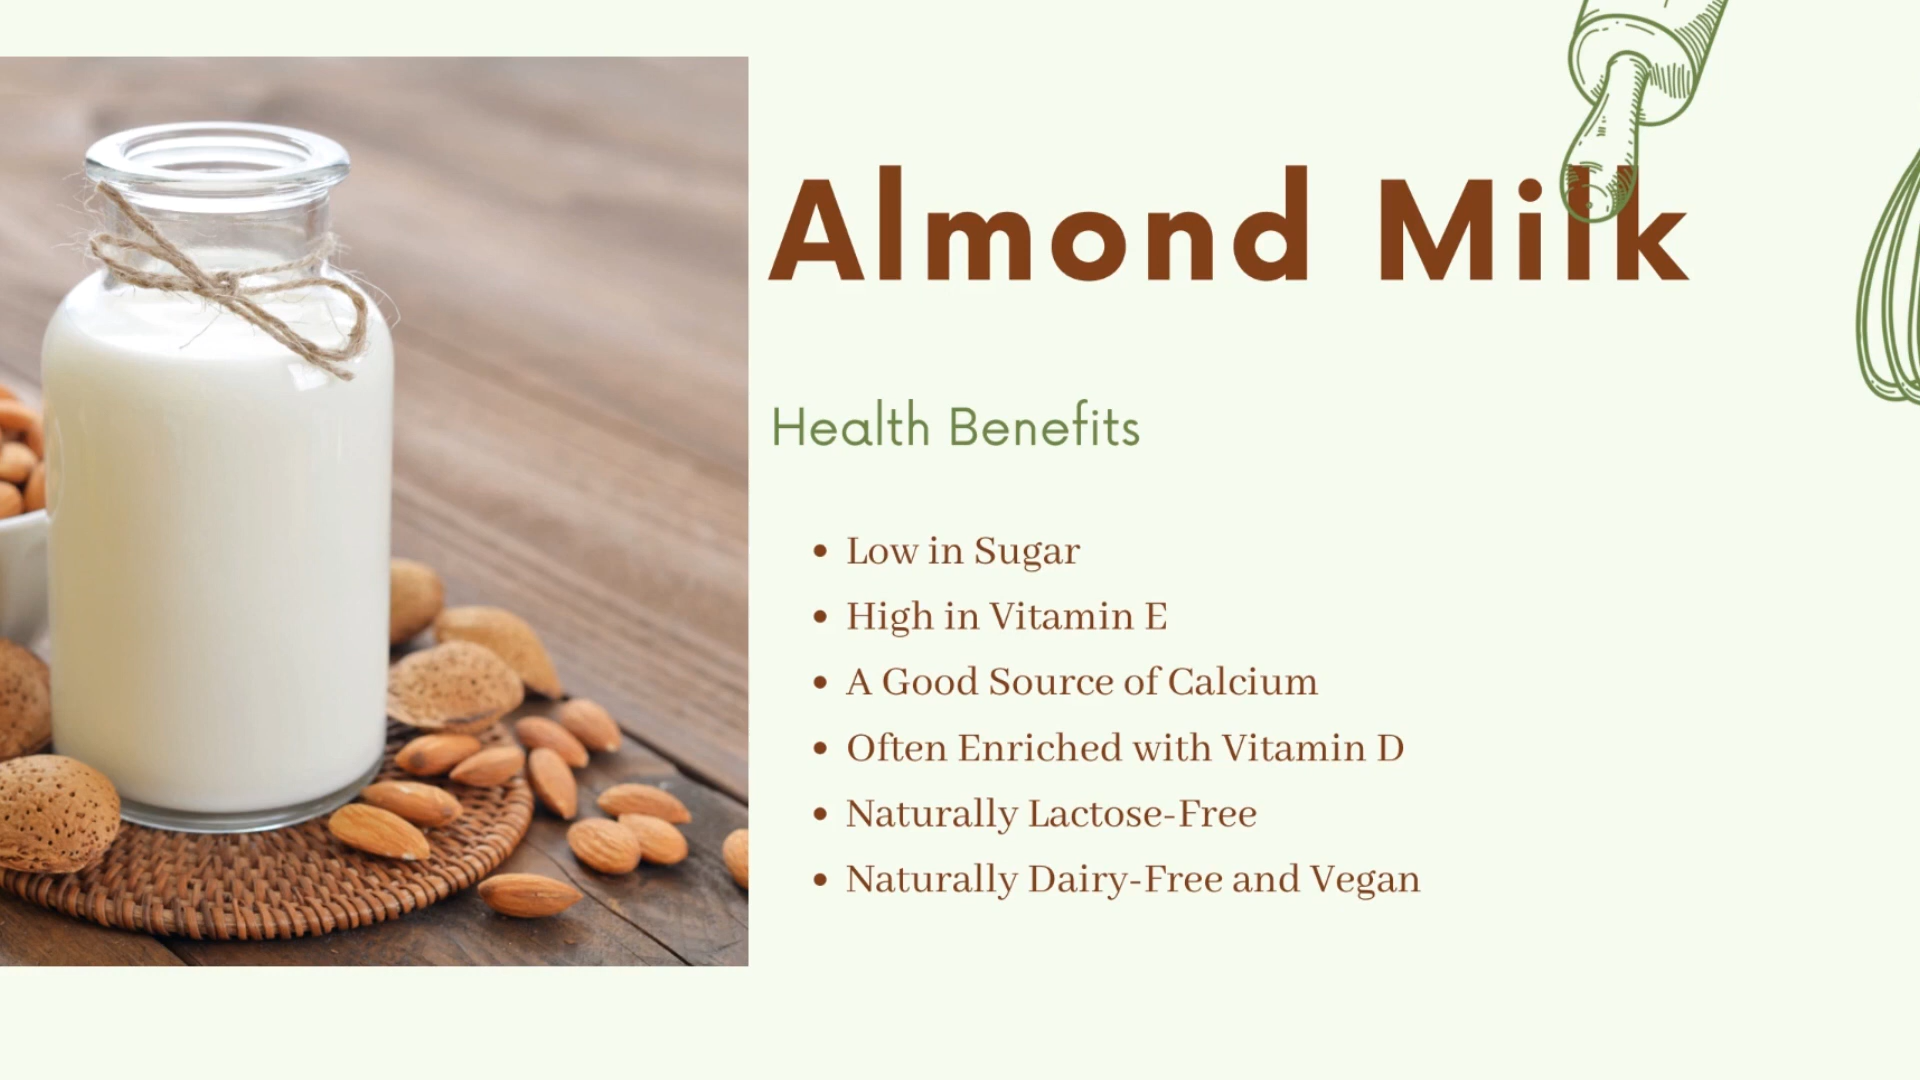 Almond Milk
Health Benefits
• Low in Sugar
• High in Vitamin E
• A Good Source of Calcium
• Often Enriched with Vitamin D
• Naturally Lactose-Free
• Naturally Dairy-Free and Vegan